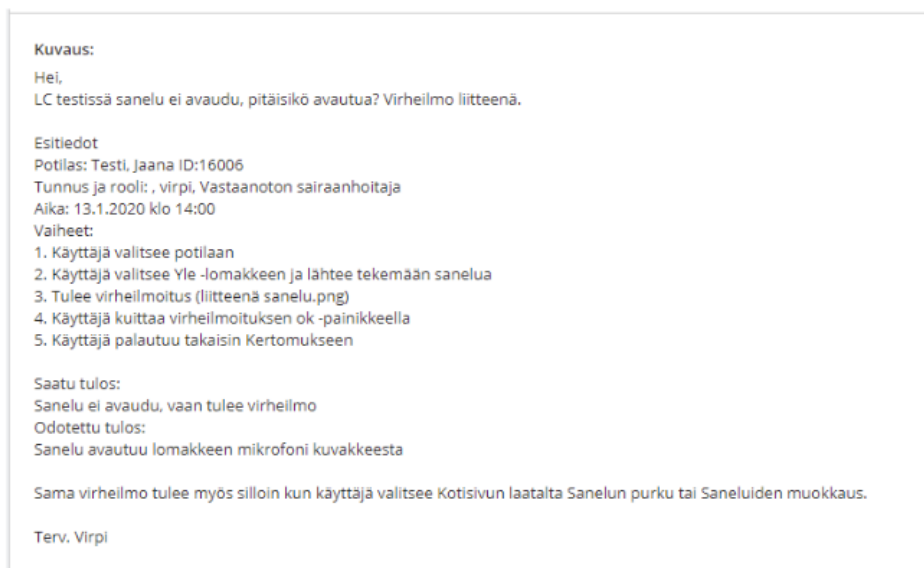 Kuvaus:
Hei,
LC testissä sanelu ei avaudu, pitäisikö avautua? Virheilmo liitteenä.
Esitiedot
Potilas: Testi, Jaana ID:16006
Tunnus ja rooli: , virpi, Vastaanoton sairaanhoitaja
Aika: 13.1.2020 klo 14:00
Vaiheet:
1. Käyttäjä valitsee potilaan
2. Käyttäjä valitsee Yle -lomakkeen ja lähtee tekemään sanelua
3. Tulee virheilmoitus (liitteenä sanelu.png)
4. Käyttäjä kuittaa virheilmoituksen ok -painikkeella
5. Käyttäjä palautuu takaisin Kertomukseen
Saatu tulos:
Sanelu ei avaudu, vaan tulee virheilmo
Odotettu tulos:
Sanelu avautuu lomakkeen mikrofoni kuvakkeesta
Sama virheilmo tulee myös silloin kun käyttäjä valitsee Kotisivun laatalta Sanelun purku tai Saneluiden muokkaus.
Terv. Virpi